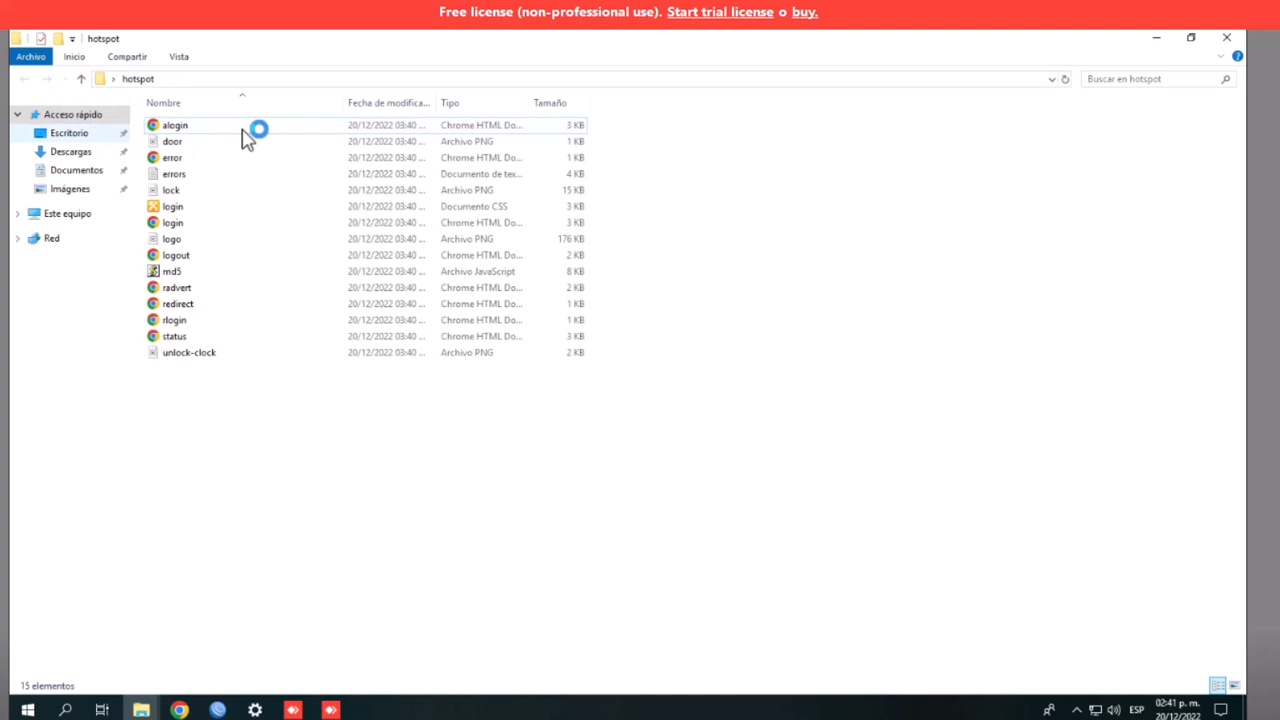 Free license (non-professional use). Start trial license o buy.
hotspot
Archivo Inicio Compartir Vista
hotspot Buscar en hotspot
Nombre Fecha de modifica... Tipo Tamaño
Acceso rápido
Escritorio
Descargas
Documentos
Imágenes
Este equipo
Red
alogin 20/12/2022 03:40 ... Chrome HTML Do... 3 KB
door 20/12/2022 03:40 ... Archivo PNG 1 KB
error 20/12/2022 03:40 ... Chrome HTML Do... 1 KB
errors 20/12/2022 03:40 ... Documento de tex... 4 KB
lock 20/12/2022 03:40 ... Archivo PNG 15 KB
login 20/12/2022 03:40 ... Documento CSS 3 KB
login 20/12/2022 03:40 ... Chrome HTML Do... 3 KB
logo 20/12/2022 03:40 ... Archivo PNG 176 KB
logout 20/12/2022 03:40 ... Chrome HTML Do... 2 KB
md5 20/12/2022 03:40 ... Archivo JavaScript 8 KB
radvert 20/12/2022 03:40 ... Chrome HTML Do... 2 KB
redirect 20/12/2022 03:40 ... Chrome HTML Do... 1 KB
rlogin 20/12/2022 03:40 ... Chrome HTML Do... 1 KB
status 20/12/2022 03:40 ... Chrome HTML Do... 3 KB
unlock-clock 20/12/2022 03:40 ... Archivo PNG 2 KB
15 elementos
ESP
02:41 p. m.
20/12/2022